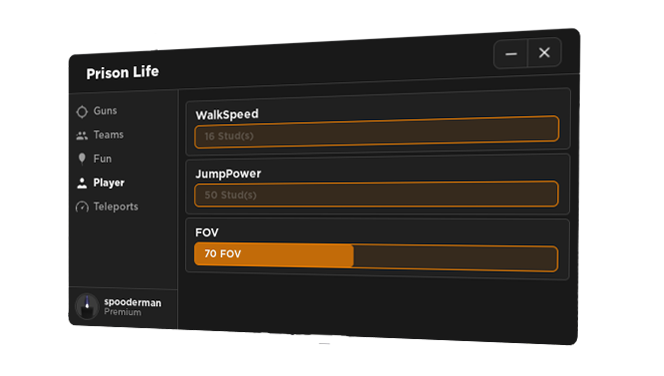 Prison Life
Guns
Teams
Fun
Player
Teleports
spooderman
Premium
WalkSpeed
16 Stud(s)
JumpPower
50 Stud(s)
FOV
70 FOV